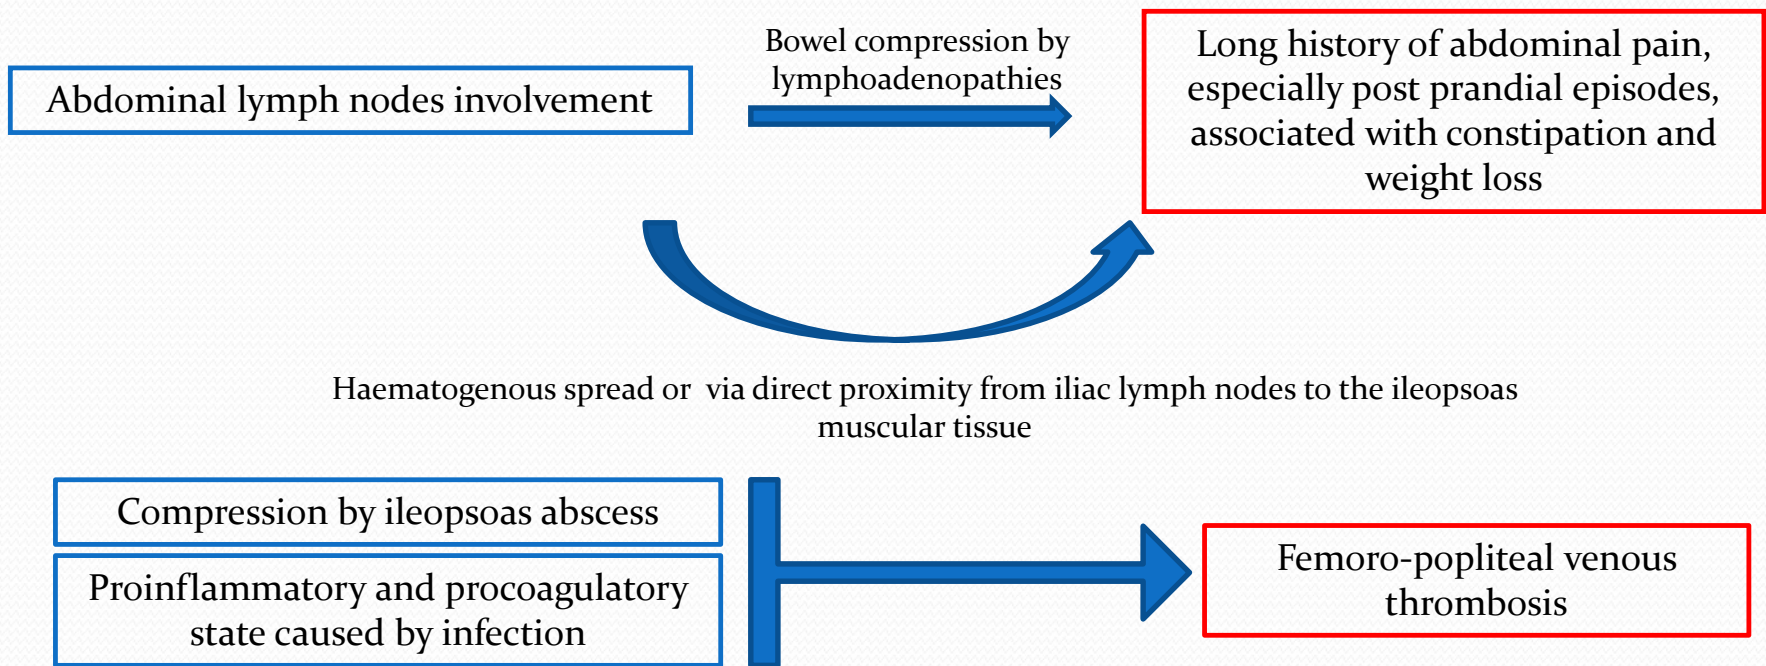 Abdominal lymph nodes involvement
Bowel compression by
lymphoadenopathies
Long history of abdominal pain,
especially post prandial episodes,
associated with constipation and
weight loss
Haematogenous spread or  via direct proximity from iliac lymph nodes to the ileopsoas
muscular tissue
Compression by ileopsoas abscess
Proinflammatory and procoagulatory
state caused by infection
Femoro-popliteal venous
thrombosis